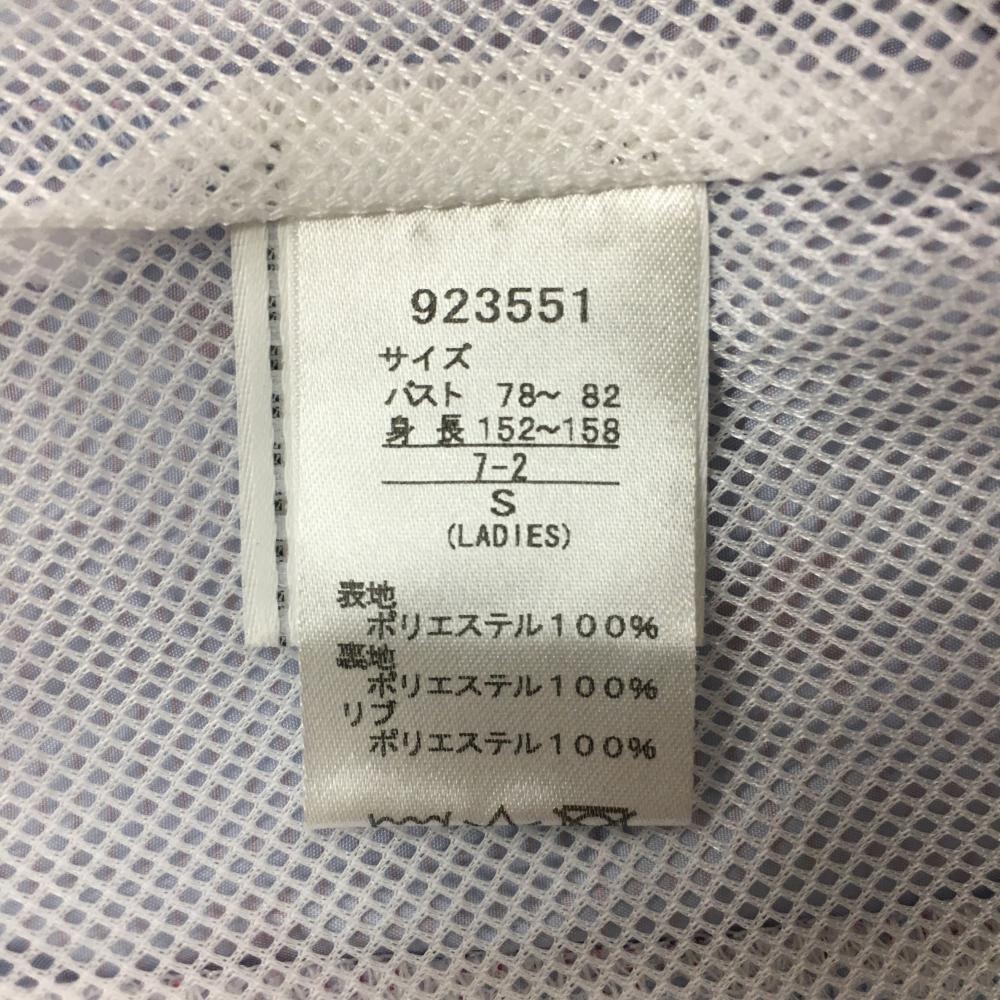 923551
サイズ
バスト 78～ 82
身 長 152～158
7-2
S
(LADIES)
表地
ポリエステル100%
裏地
ポリエステル100%
リブ
ポリエステル100%